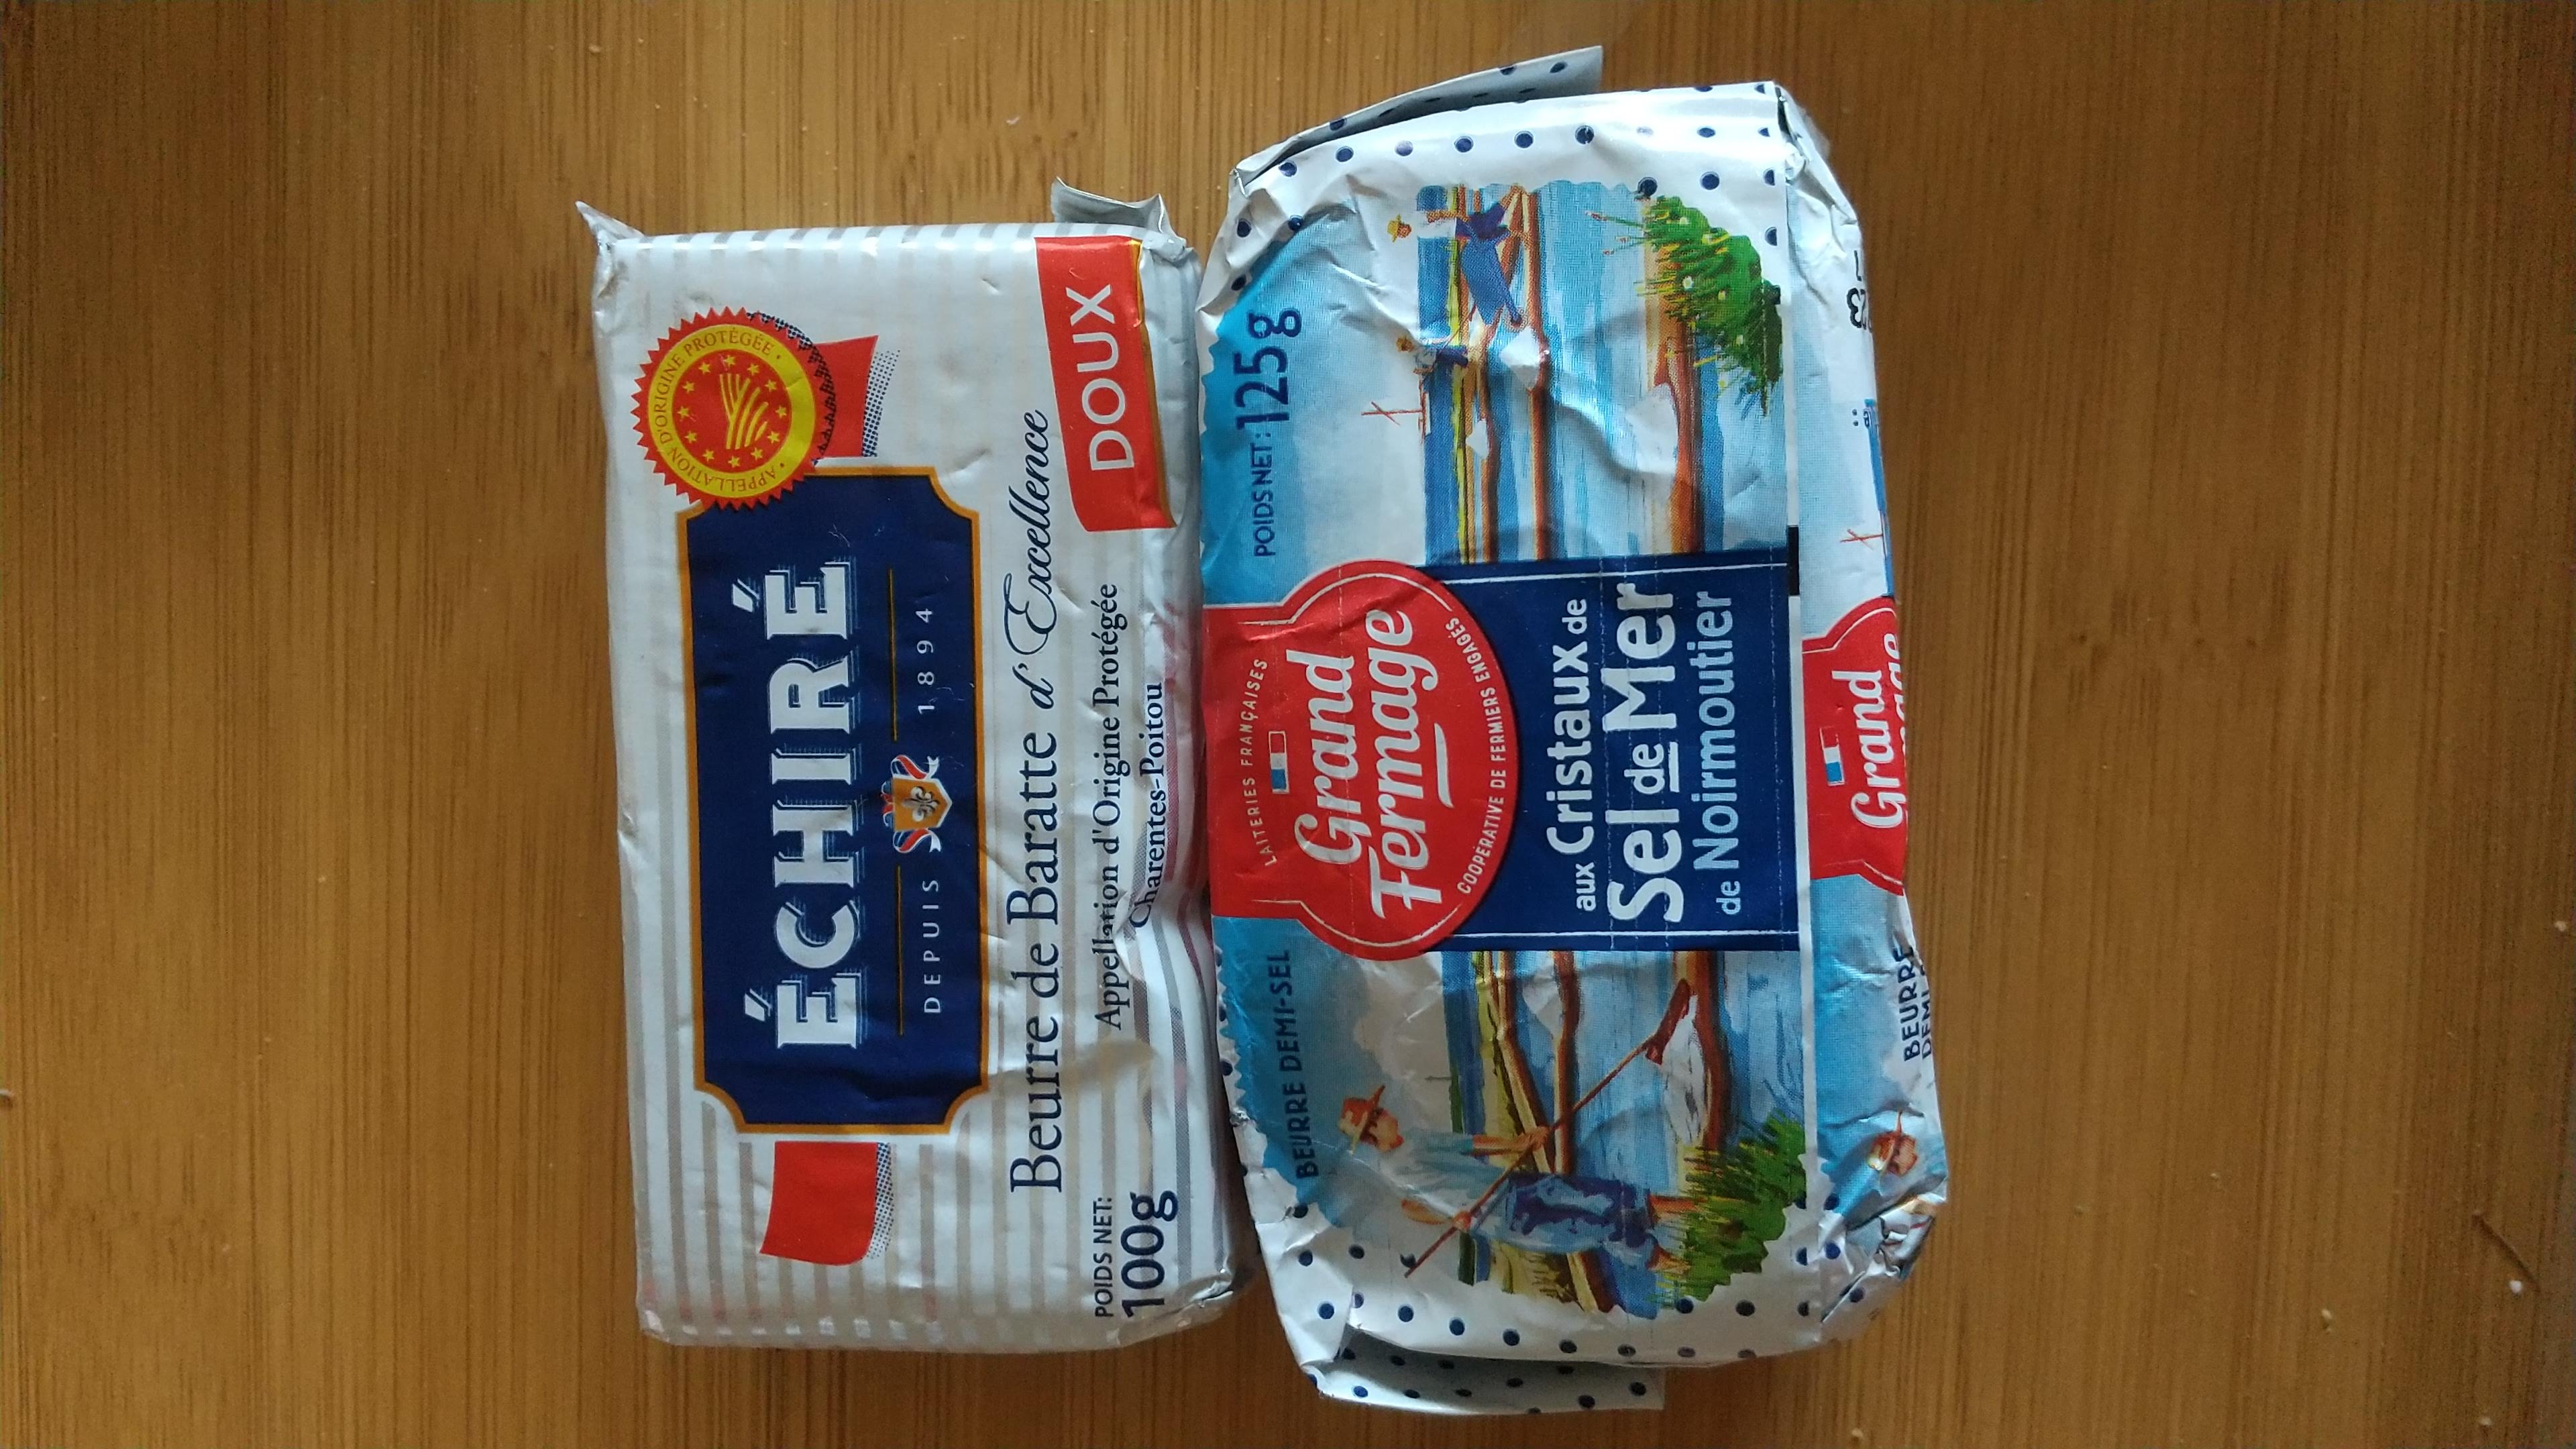 APPELLATION D'ORIGINE PROTÉGÉE
ÉCHIRÉ
DEPUIS 1894
Beurre de Baratte d'Excellence
DOUX
Appellation d'Origine Protégée
Charentes-Poitou
POIDS NET:
100g
BEURRE DEMI-SEL
LAITERIES FRANÇAISES
POIDS NET: 125g
Grand
Fermage
COOPÉRATIVE DE FERMIERS ENGAGÉS
aux Cristaux de
Sel de Mer
de Noirmoutier
BEURRE
DEMI-
Grand